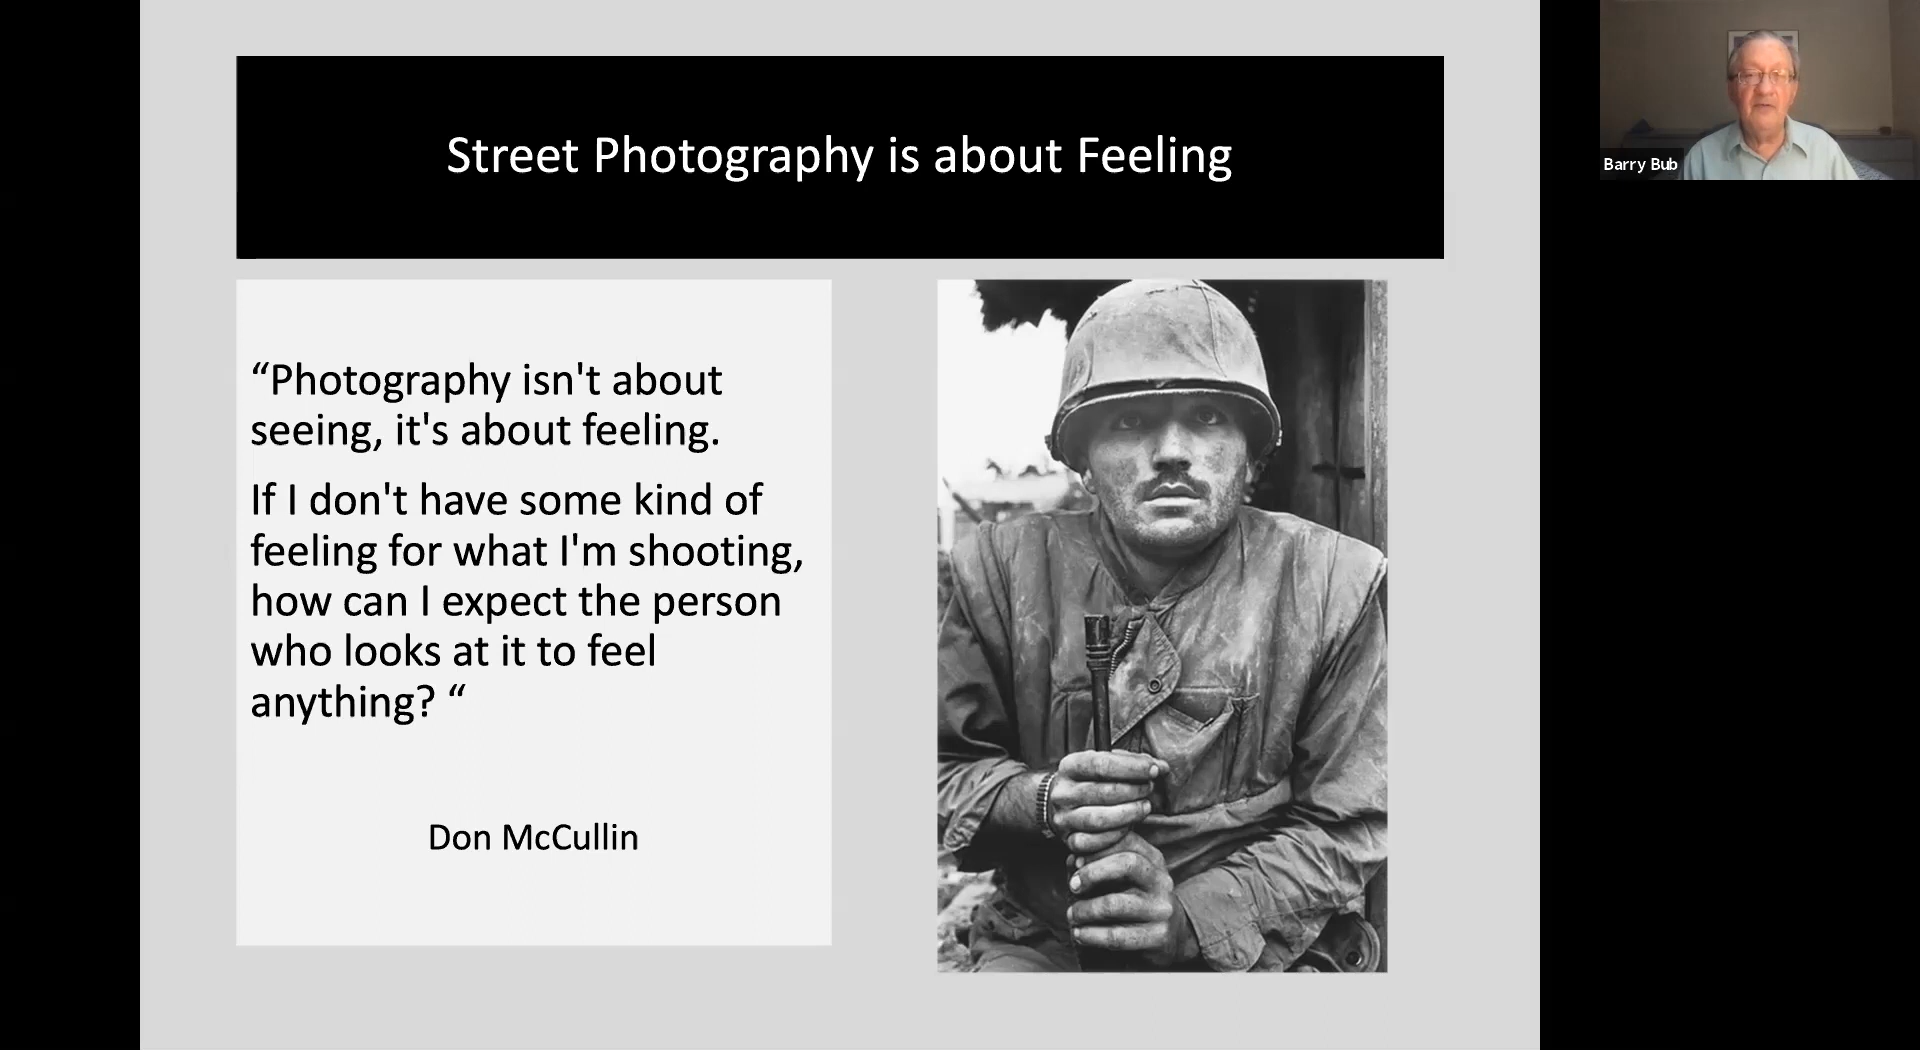 Street Photography is about Feeling
Barry Bub
“Photography isn't about
seeing, it's about feeling.
If I don't have some kind of
feeling for what I'm shooting,
how can I expect the person
who looks at it to feel
anything? “
Don McCullin